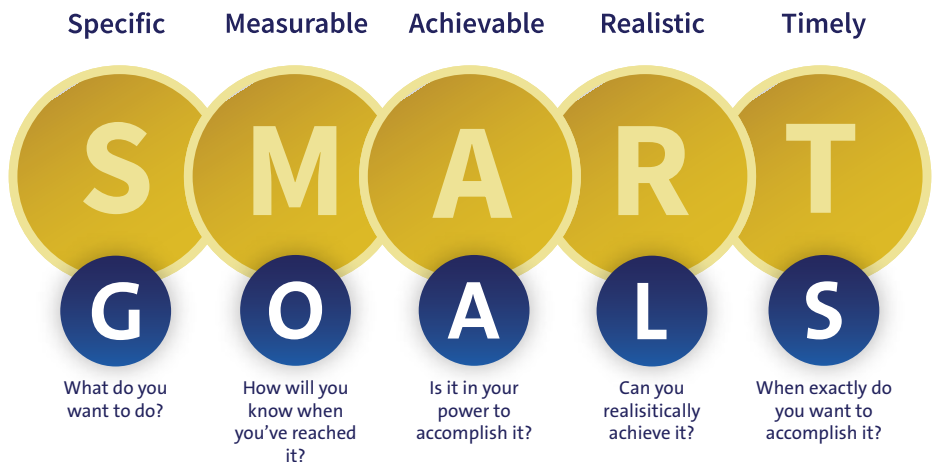 Specific Measurable Achievable Realistic Timely
S M A R T
G O A L S
What do you
want to do?
How will you
know when
you've reached
it?
Is it in your
power to
accomplish it?
Can you
realisitically
achieve it?
When exactly do
you want to
accomplish it?